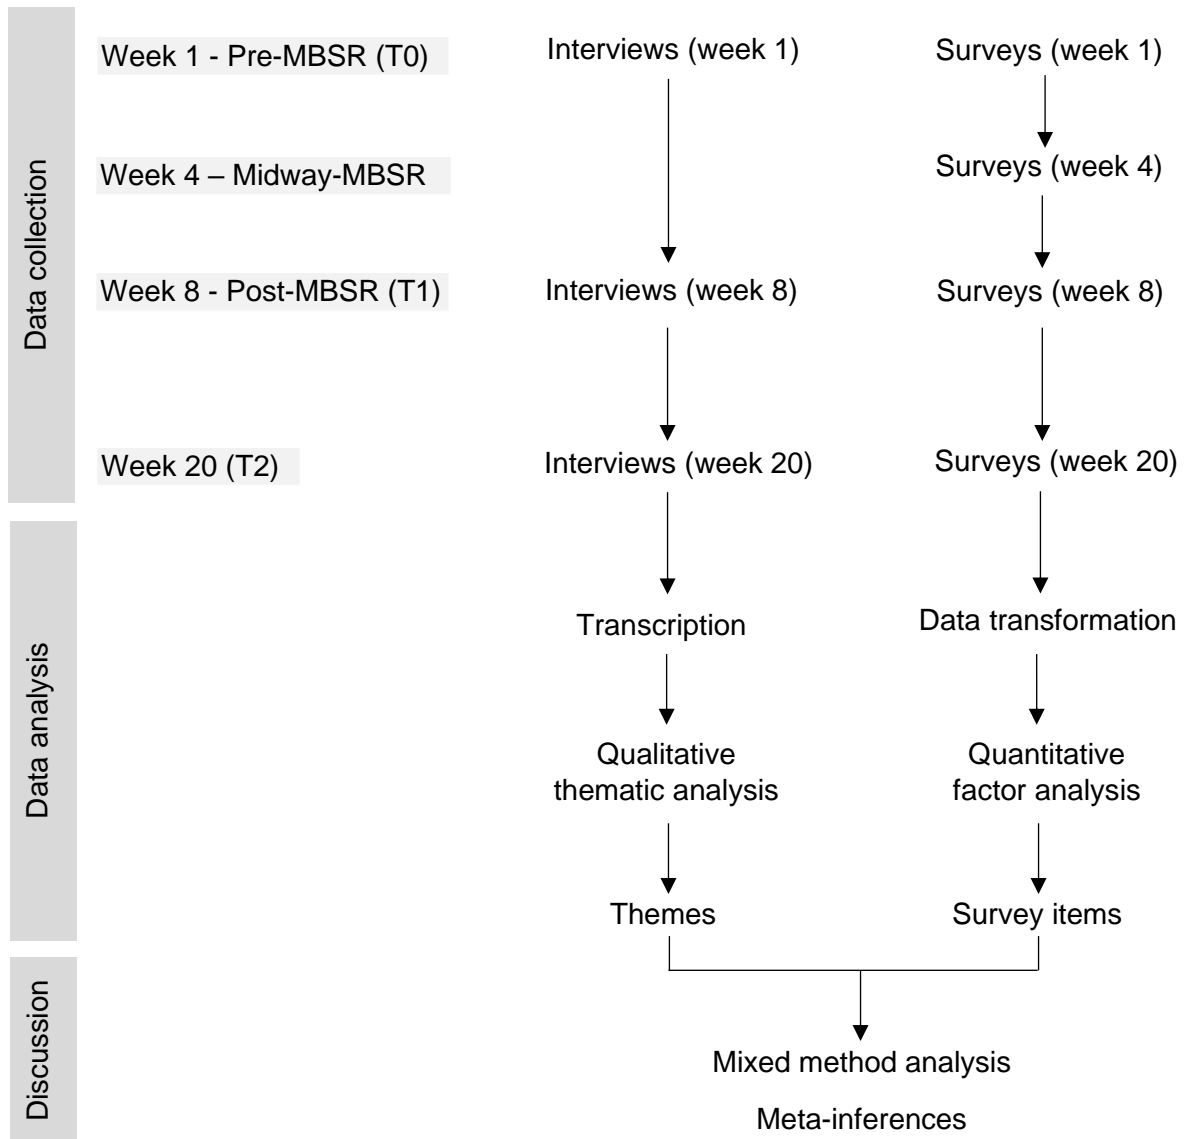 Data collection
Week 1 - Pre-MBSR (T0)
Interviews (week 1)
Surveys (week 1)
Week 4 – Midway-MBSR
Surveys (week 4)
Week 8 - Post-MBSR (T1)
Interviews (week 8)
Surveys (week 8)
Week 20 (T2)
Interviews (week 20)
Surveys (week 20)
Data analysis
Transcription
Data transformation
Qualitative
thematic analysis
Quantitative
factor analysis
Themes
Survey items
Discussion
Mixed method analysis
Meta-inferences